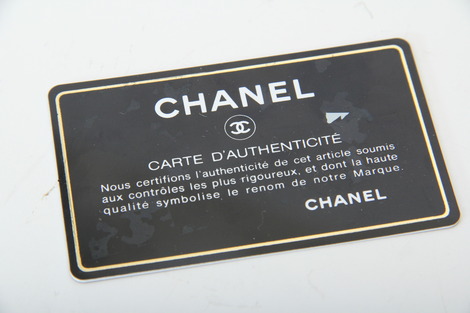 CHANEL
CARTE D'AUTHENTICITÉ
Nous certifions l'authenticité de cet article soumis
aux contrôles les plus rigoureux, et dont la haute
qualité symbolise le renom de notre Marque.
CHANEL